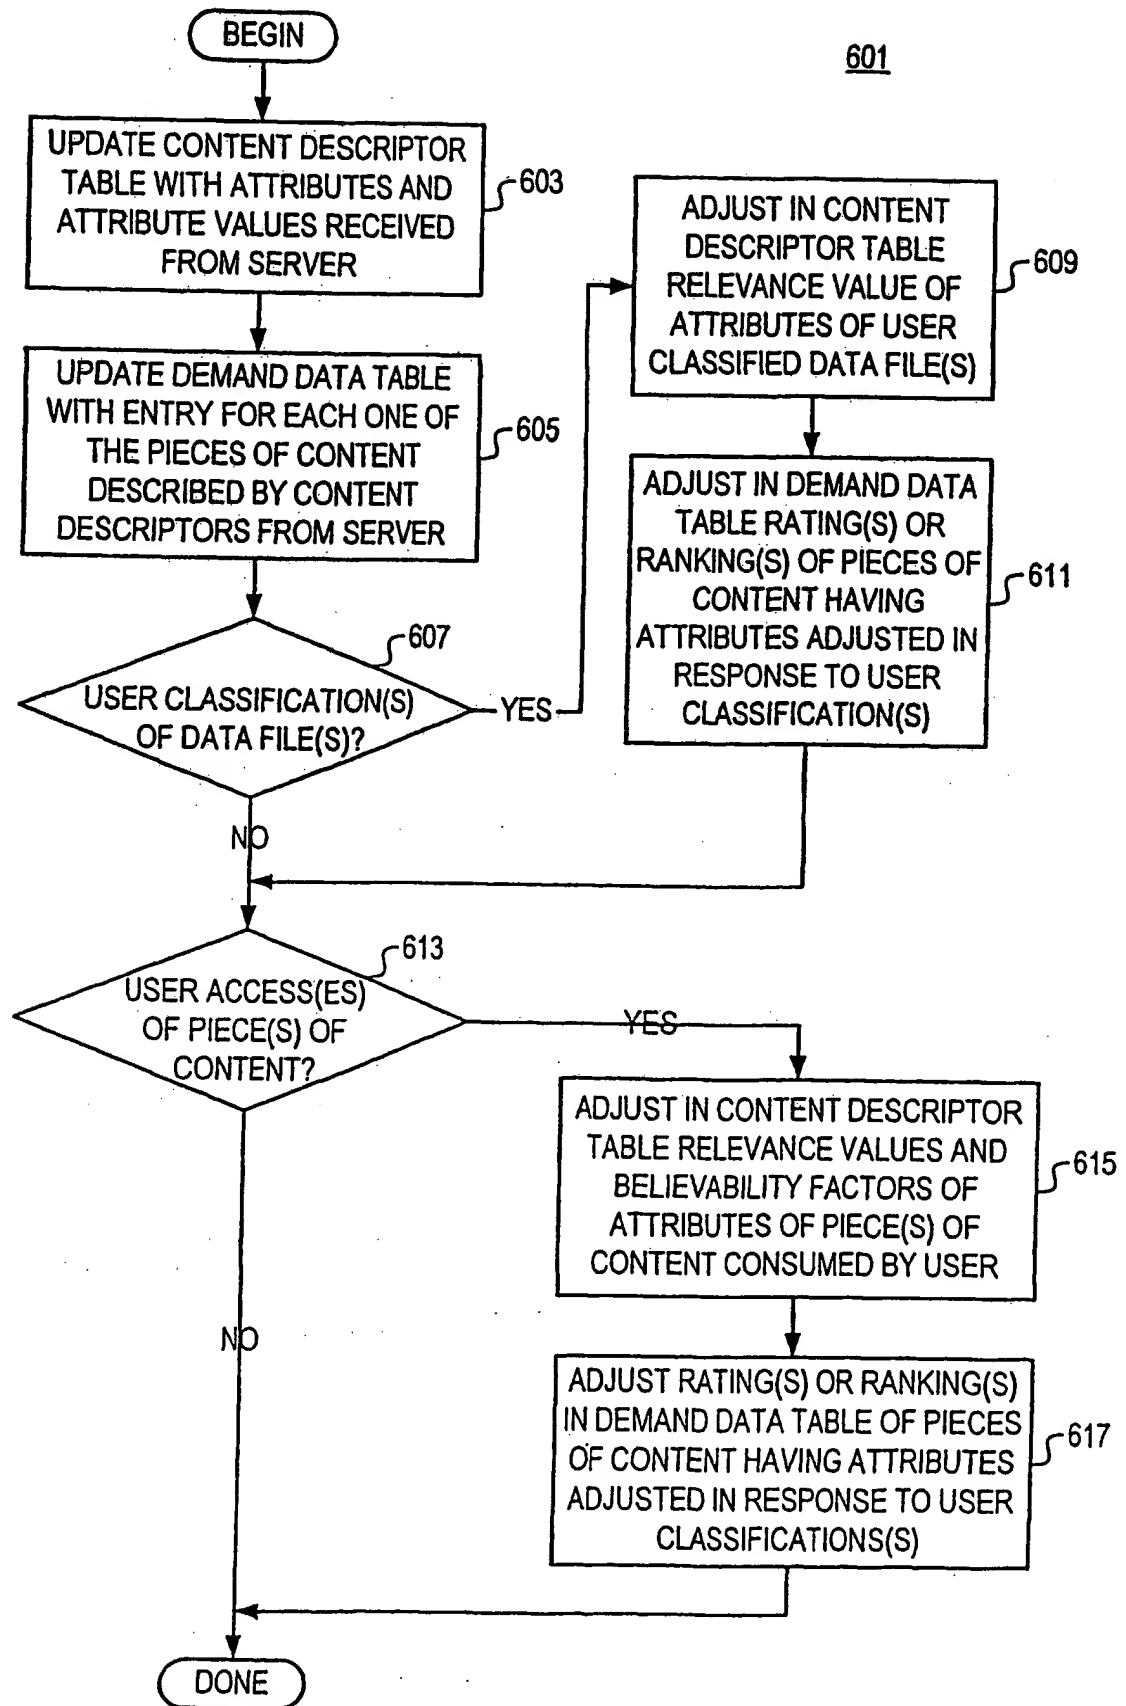 BEGIN
601
UPDATE CONTENT DESCRIPTOR
TABLE WITH ATTRIBUTES AND
ATTRIBUTE VALUES RECEIVED
FROM SERVER
603
UPDATE DEMAND DATA TABLE
WITH ENTRY FOR EACH ONE OF
THE PIECES OF CONTENT
DESCRIBED BY CONTENT
DESCRIPTORS FROM SERVER
605
607
USER CLASSIFICATION(S)
OF DATA FILE(S)?
YES
NO
ADJUST IN CONTENT
DESCRIPTOR TABLE
RELEVANCE VALUE OF
ATTRIBUTES OF USER
CLASSIFIED DATA FILE(S)
609
ADJUST IN DEMAND DATA
TABLE RATING(S) OR
RANKING(S) OF PIECES OF
CONTENT HAVING
ATTRIBUTES ADJUSTED IN
RESPONSE TO USER
CLASSIFICATION(S)
611
613
USER ACCESS(ES)
OF PIECE(S) OF
CONTENT?
YES
NO
ADJUST IN CONTENT DESCRIPTOR
TABLE RELEVANCE VALUES AND
BELIEVABILITY FACTORS OF
ATTRIBUTES OF PIECE(S) OF
CONTENT CONSUMED BY USER
615
ADJUST RATING(S) OR RANKING(S)
IN DEMAND DATA TABLE OF PIECES
OF CONTENT HAVING ATTRIBUTES
ADJUSTED IN RESPONSE TO USER
CLASSIFICATIONS(S)
617
DONE